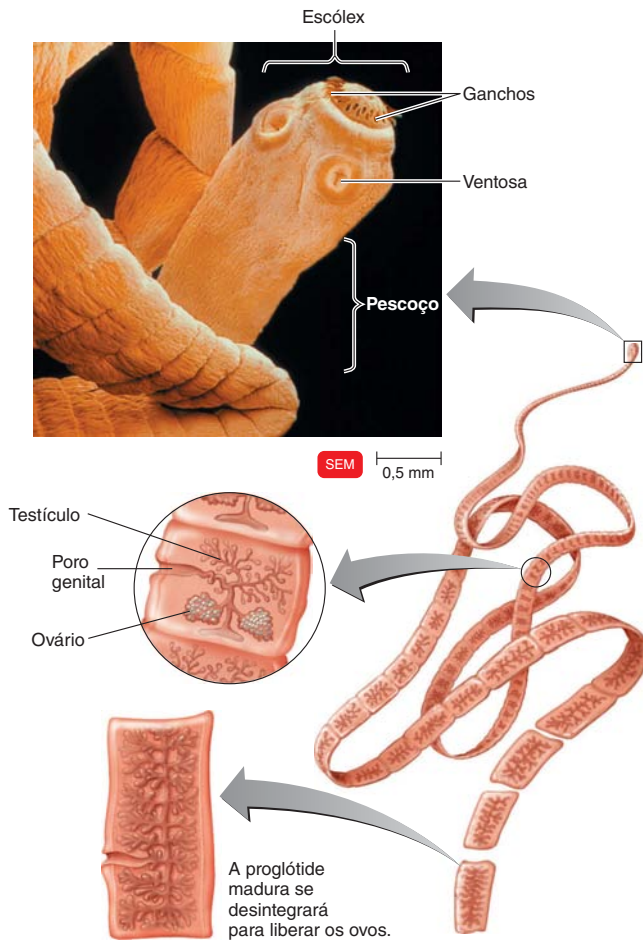 Escólex
Ganchos
Ventosa
Pescoço
SEM
0,5 mm
Testículo
Poro
genital
Ovário
A proglótide
madura se
desintegrará
para liberar os ovos.